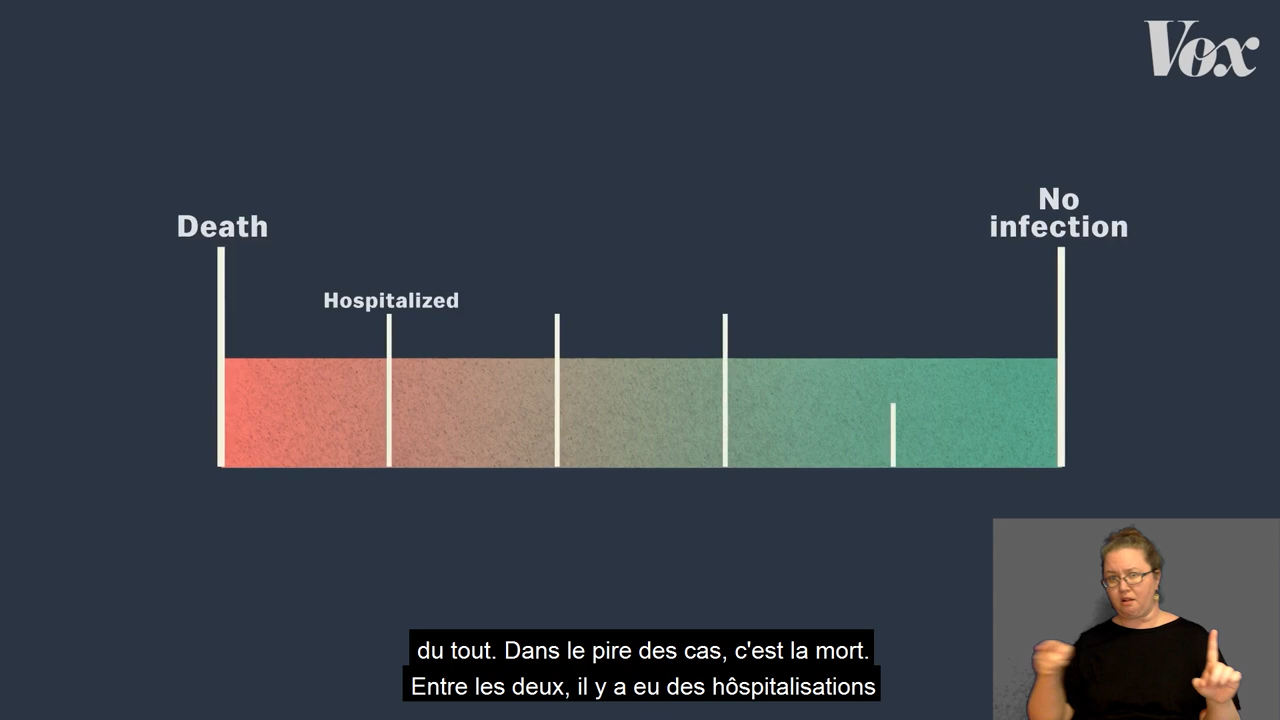 Vox
No
infection
Death
Hospitalized
du tout. Dans le pire des cas, c'est la mort.
Entre les deux, il y a eu des hôspitalisations